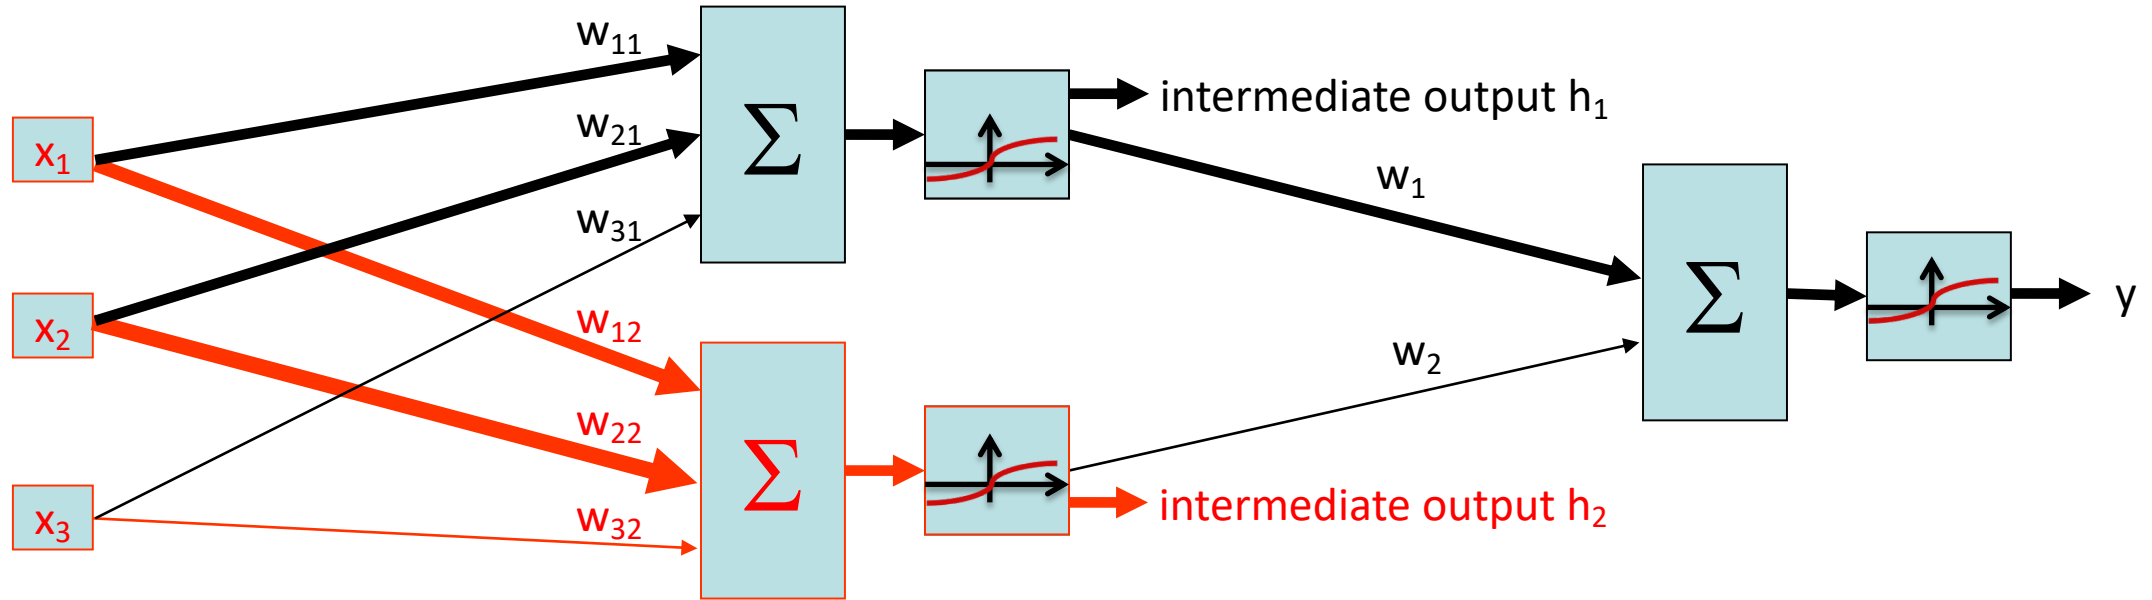 w₁₁
w₂₁
w₃₁
x₁
x₂
x₃
Σ
intermediate output h₁
w₁
w₁₂
w₂₂
w₃₂
Σ
intermediate output h₂
w₂
Σ
y